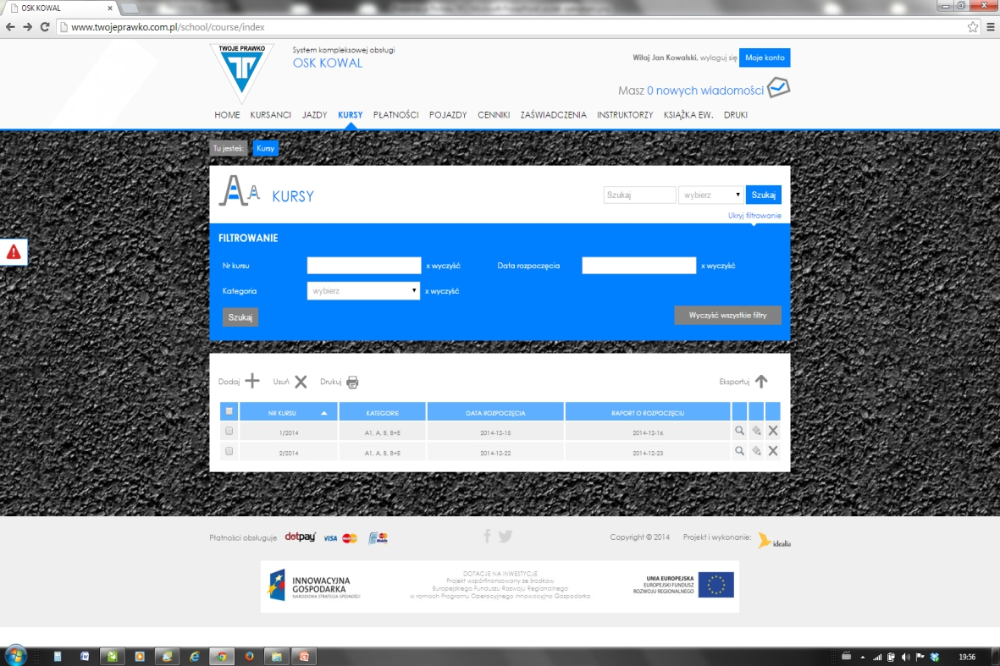 OSK KOWAL
www.twojeprawko.com.pl/school/course/index
TWOJE PRAWKO
System kompleksowej obsługi
OSK KOWAL
Witaj Jan Kowalski, wyloguj się Moje konto
Masz 0 nowych wiadomości
HOME KURSANCI JAZDY KURSY PŁATNOŚCI POJAZDY CENNIKI ZAŚWIADCZENIA INSTRUKTORZY KSIĄŻKA EW. DRUKI
Tu jesteś: Kursy
KURSY
Szukaj wybierz Szukaj
Ukryj filtrowanie
FILTROWANIE
Nr kursu x wyczyść Data rozpoczęcia x wyczyść
Kategoria wybierz x wyczyść
Szukaj Wyczyść wszystkie filtry
Dodaj Usuń Drukuj Eksportuj
NR KURSU KATEGORIE DATA ROZPOCZĘCIA RAPORT O ROZPOCZĘCIU
1/2014 A1, A, B, B+E 2014-12-15 2014-12-16
2/2014 A1, A, B, B+E 2014-12-22 2014-12-23
Płatności obsługuje dotpay VISA Copyright © 2014 Projekt i wykonanie: idealia
INNOWACYJNA
GOSPODARKA
NARODOWA STRATEGIA SPÓJNOŚCI
DOTACJE NA INWESTYCJE
Projekt współfinansowany ze środków
Europejskiego Funduszu Rozwoju Regionalnego
w ramach Programu Operacyjnego Innowacyjna Gospodarka
UNIA EUROPEJSKA
EUROPEJSKI FUNDUSZ
ROZWOJU REGIONALNEGO
19:56